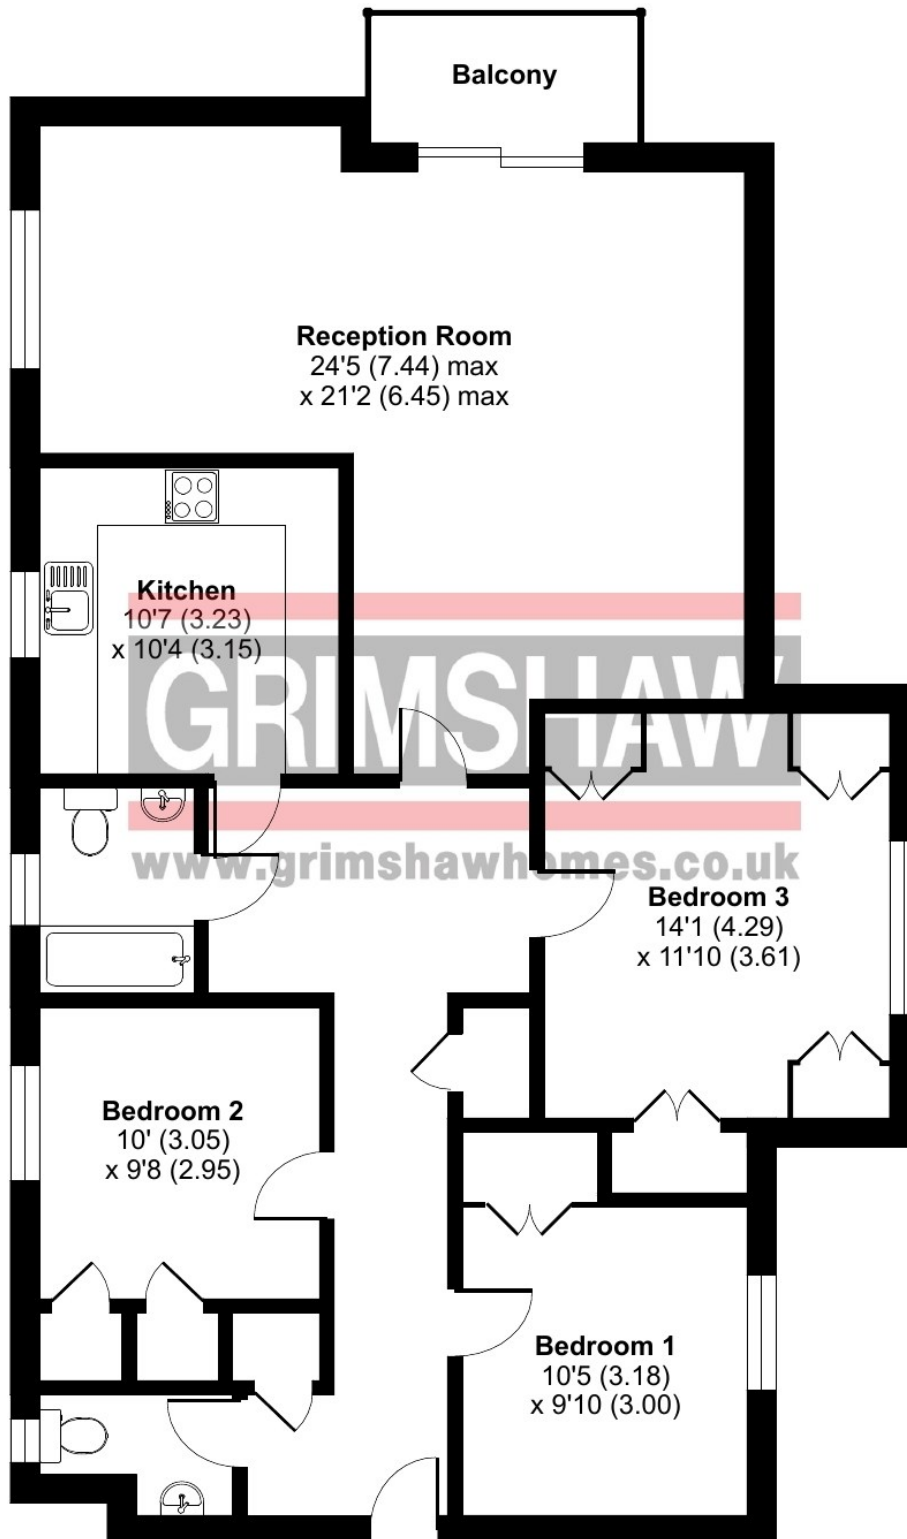 Balcony
Reception Room
24'5 (7.44) max
x 21'2 (6.45) max
Kitchen
10'7 (3.23)
x 10'4 (3.15)
GRIMSHAW
www.grimshawhomes.co.uk
Bedroom 3
14'1 (4.29)
x 11'10 (3.61)
Bedroom 2
10' (3.05)
x 9'8 (2.95)
Bedroom 1
10'5 (3.18)
x 9'10 (3.00)